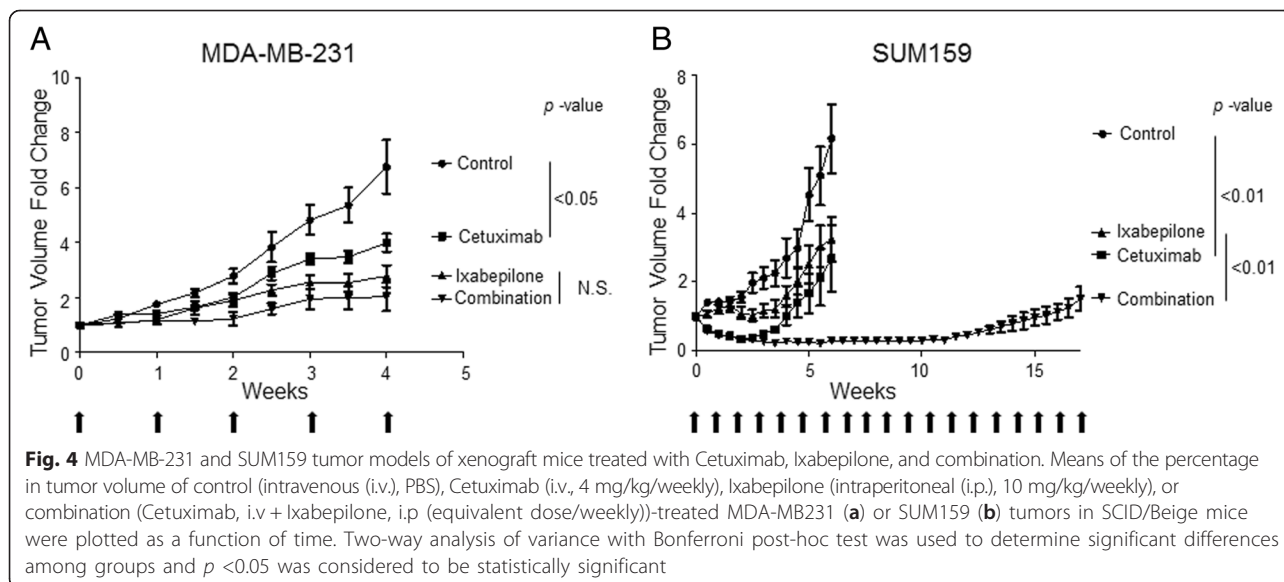 A
MDA-MB-231
Tumor Volume Fold Change
10
8
6
4
2
0
0 1 2 3 4 5
Weeks
p -value
Control
<0.05
Cetuximab
Ixabepilone
N.S.
Combination
B
SUM159
Tumor Volume Fold Change
8
6
4
2
0
0 5 10 15
Weeks
p -value
Control
<0.01
Ixabepilone
Cetuximab
<0.01
Combination
Fig. 4 MDA-MB-231 and SUM159 tumor models of xenograft mice treated with Cetuximab, Ixabepilone, and combination. Means of the percentage
in tumor volume of control (intravenous (i.v.), PBS), Cetuximab (i.v., 4 mg/kg/weekly), Ixabepilone (intraperitoneal (i.p.), 10 mg/kg/weekly), or
combination (Cetuximab, i.v + Ixabepilone, i.p (equivalent dose/weekly))-treated MDA-MB231 (a) or SUM159 (b) tumors in SCID/Beige mice
were plotted as a function of time. Two-way analysis of variance with Bonferroni post-hoc test was used to determine significant differences
among groups and p <0.05 was considered to be statistically significant